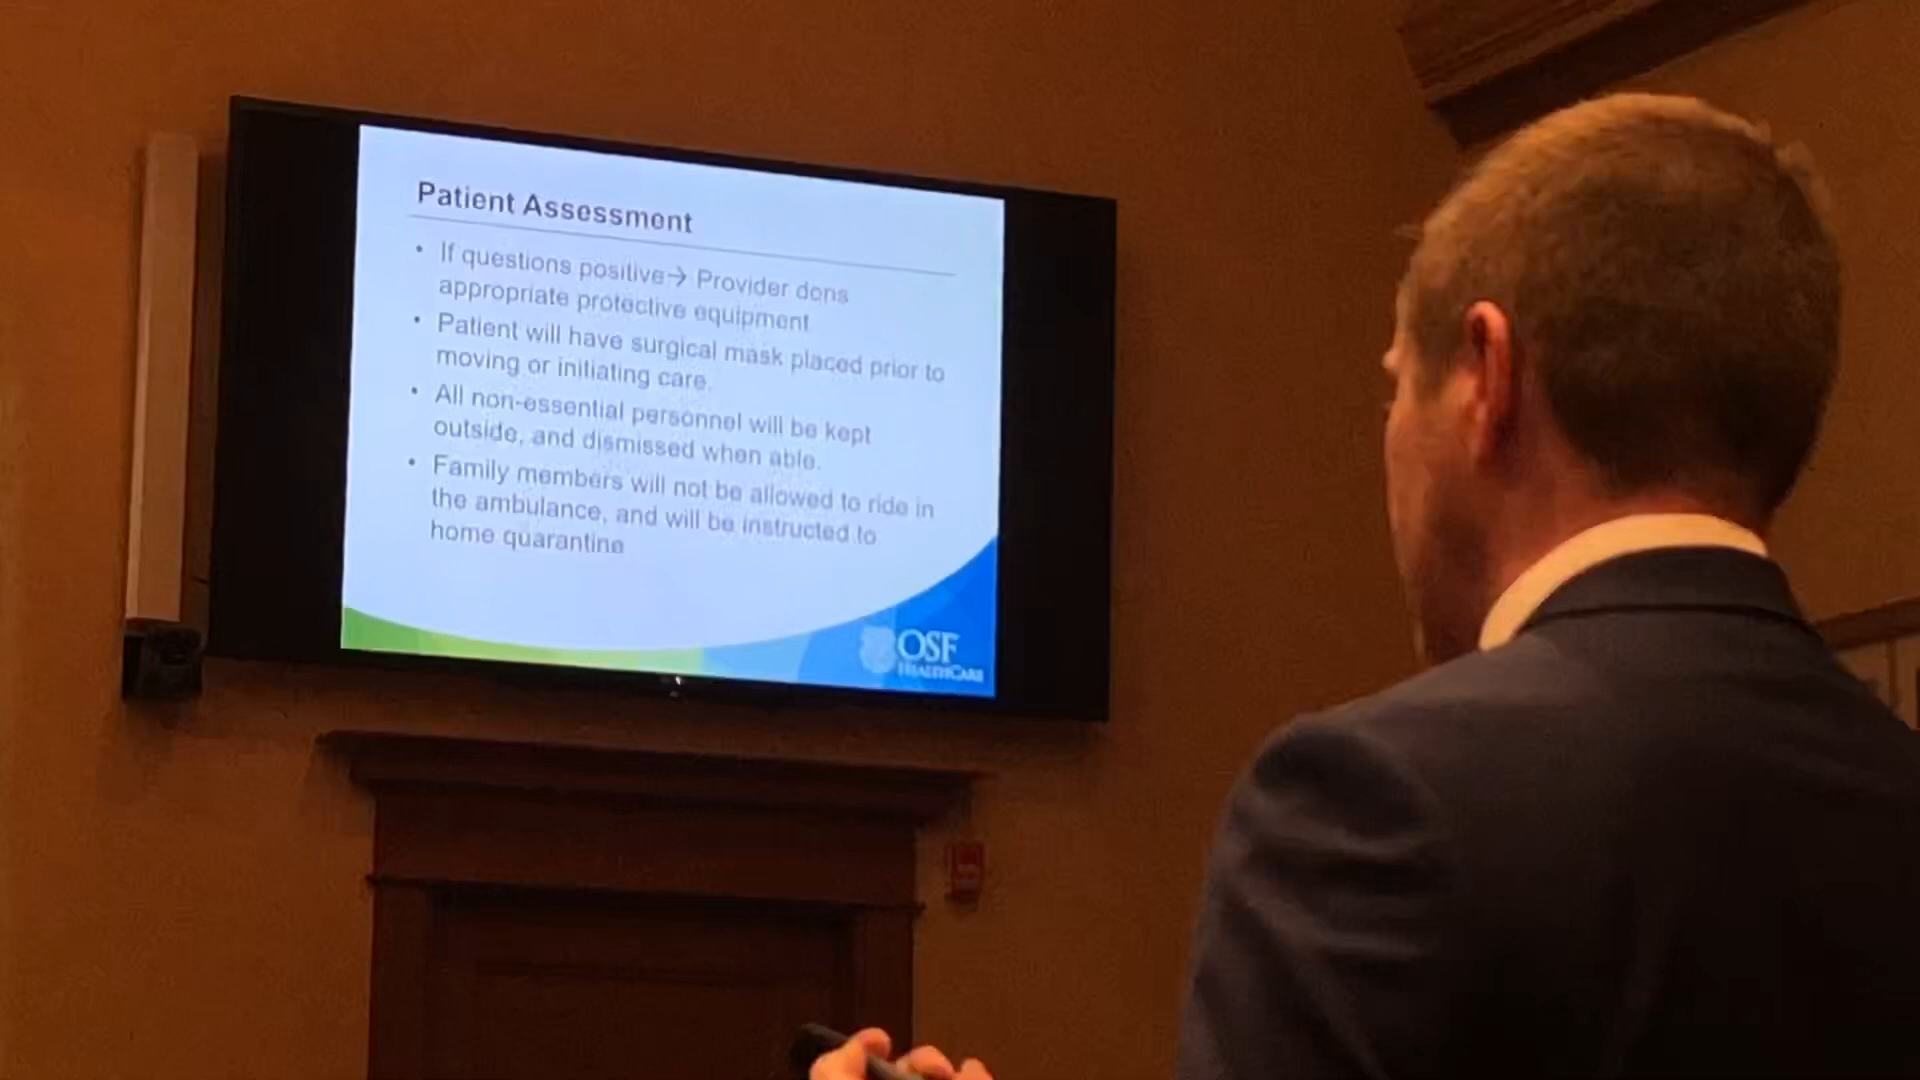 Patient Assessment
• If questions positive→ Provider dons
appropriate protective equipment
• Patient will have surgical mask placed prior to
moving or initiating care.
• All non-essential personnel will be kept
outside, and dismissed when able.
• Family members will not be allowed to ride in
the ambulance, and will be instructed to
home quarantine
OSF
HEALTHCARE